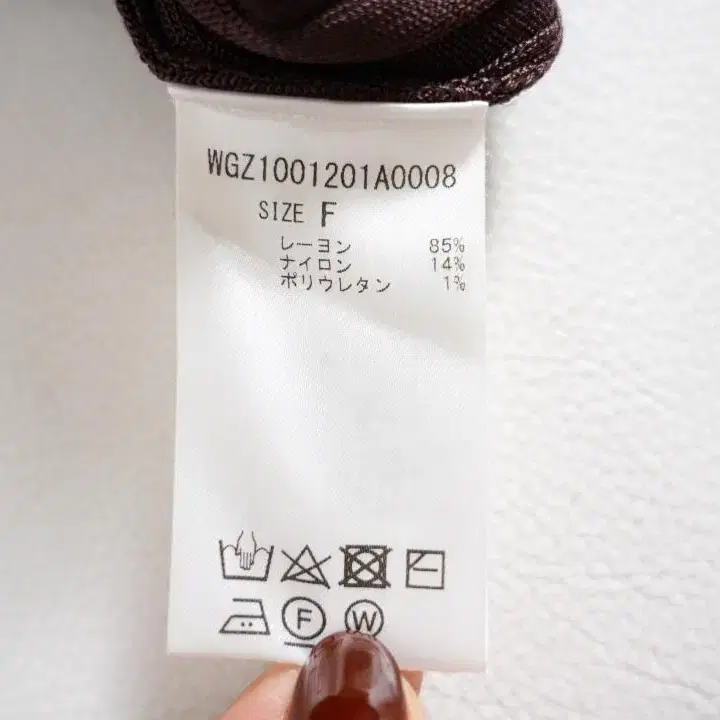 WGZ1001201A0008
SIZE F
レーヨン 85%
ナイロン 14%
ポリウレタン 1%
F W